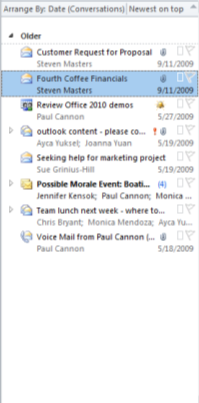 Arrange By: Date (Conversations) Newest on top
Older
Customer Request for Proposal
Steven Masters 9/11/2009
Fourth Coffee Financials
Steven Masters 9/11/2009
Review Office 2010 demos
Paul Cannon 5/27/2009
outlook content - please co...
Ayca Yuksel; Joanna Yuan 5/19/2009
Seeking help for marketing project
Sue Grinius-Hill 5/19/2009
Possible Morale Event: Boati... (4)
Jennifer Kensok; Paul Cannon; Monica ...
Team lunch next week - where to...
Chris Bryant; Monica Mendoza; Ayca Yu...
Voice Mail from Paul Cannon (...
Paul Cannon 5/18/2009